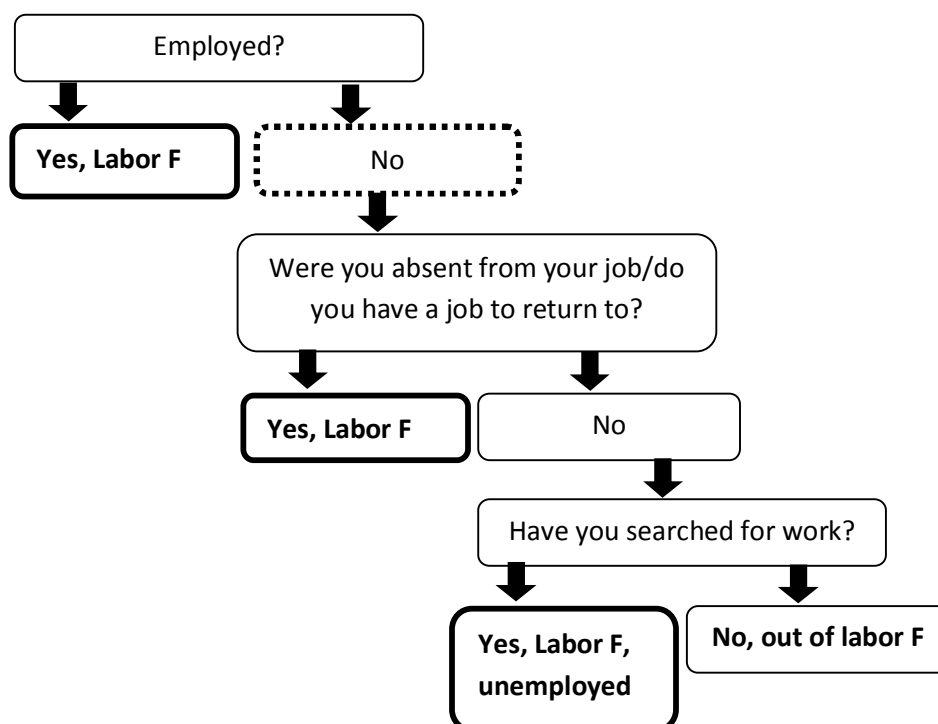 Employed?
Yes, Labor F
No
Were you absent from your job/do
you have a job to return to?
Yes, Labor F
No
Have you searched for work?
Yes, Labor F,
unemployed
No, out of labor F